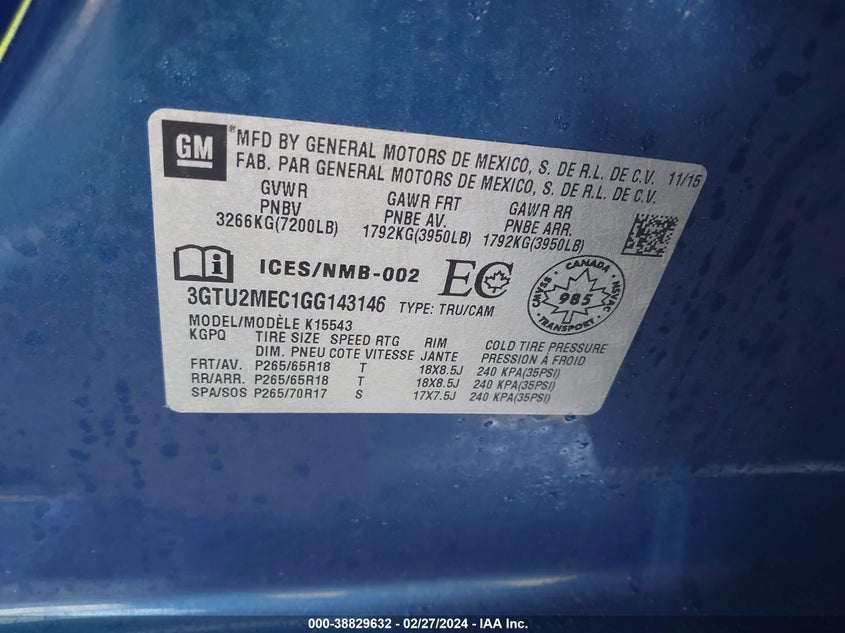 GM
*MFD BY GENERAL MOTORS DE MEXICO, S. DE R.L. DE C.V. 11/15
FAB. PAR GENERAL MOTORS DE MEXICO, S. DE R.L. DE C.V.
GVWR GAWR FRT GAWR RR
PNBV PNBE AV. PNBE ARR.
3266KG(7200LB) 1792KG(3950LB) 1792KG(3950LB)
i ICES/NMB-002 EC
CANADA
NSVAC 985 NSVAC
TRANSPORT
3GTU2MEC1GG143146 TYPE: TRU/CAM
MODEL/MODÈLE K15543
KGPQ TIRE SIZE SPEED RTG RIM COLD TIRE PRESSURE
DIM. PNEU COTE VITESSE JANTE PRESSION À FROID
FRT/AV. P265/65R18 T 18X8.5J 240 KPA(35PSI)
RR/ARR. P265/65R18 T 18X8.5J 240 KPA(35PSI)
SPA/SOS P265/70R17 S 17X7.5J 240 KPA(35PSI)
000-38829632 - 02/27/2024 - IAA Inc.